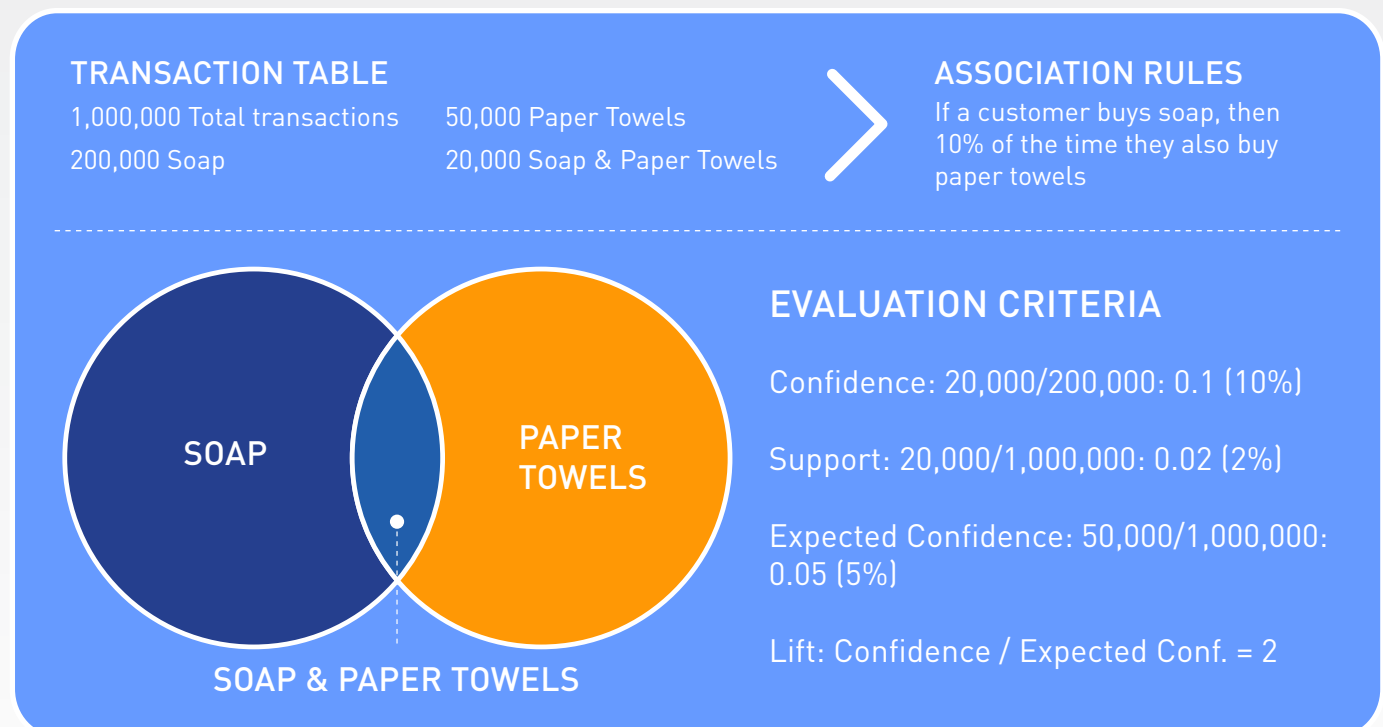 TRANSACTION TABLE
1,000,000 Total transactions
200,000 Soap
50,000 Paper Towels
20,000 Soap & Paper Towels
ASSOCIATION RULES
If a customer buys soap, then
10% of the time they also buy
paper towels
SOAP
PAPER
TOWELS
SOAP & PAPER TOWELS
EVALUATION CRITERIA
Confidence: 20,000/200,000: 0.1 (10%)
Support: 20,000/1,000,000: 0.02 (2%)
Expected Confidence: 50,000/1,000,000:
0.05 (5%)
Lift: Confidence / Expected Conf. = 2